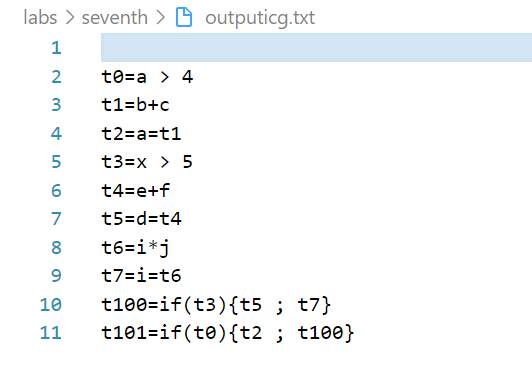 labs > seventh > outputicg.txt
1
2 t0=a > 4
3 t1=b+c
4 t2=a=t1
5 t3=x > 5
6 t4=e+f
7 t5=d=t4
8 t6=i*j
9 t7=i=t6
10 t100=if(t3){t5 ; t7}
11 t101=if(t0){t2 ; t100}